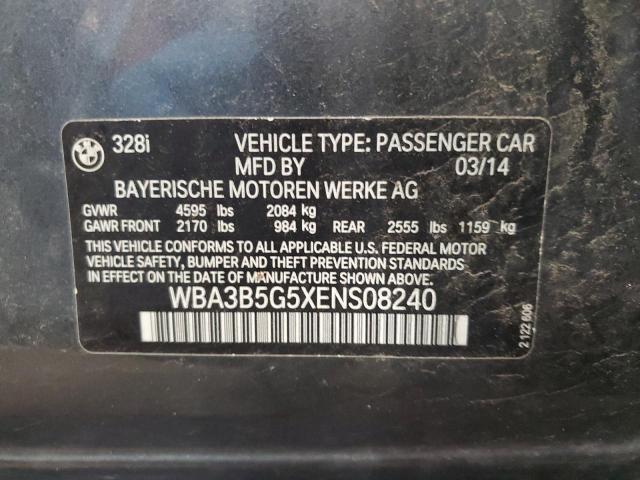 BMW 328i VEHICLE TYPE: PASSENGER CAR
MFD BY 03/14
BAYERISCHE MOTOREN WERKE AG
GVWR 4595 lbs 2084 kg
GAWR FRONT 2170 lbs 984 kg REAR 2555 lbs 1159 kg
THIS VEHICLE CONFORMS TO ALL APPLICABLE U.S. FEDERAL MOTOR
VEHICLE SAFETY, BUMPER AND THEFT PREVENTION STANDARDS
IN EFFECT ON THE DATE OF MANUFACTURE SHOWN ABOVE.
WBA3B5G5XENS08240
2 122 606